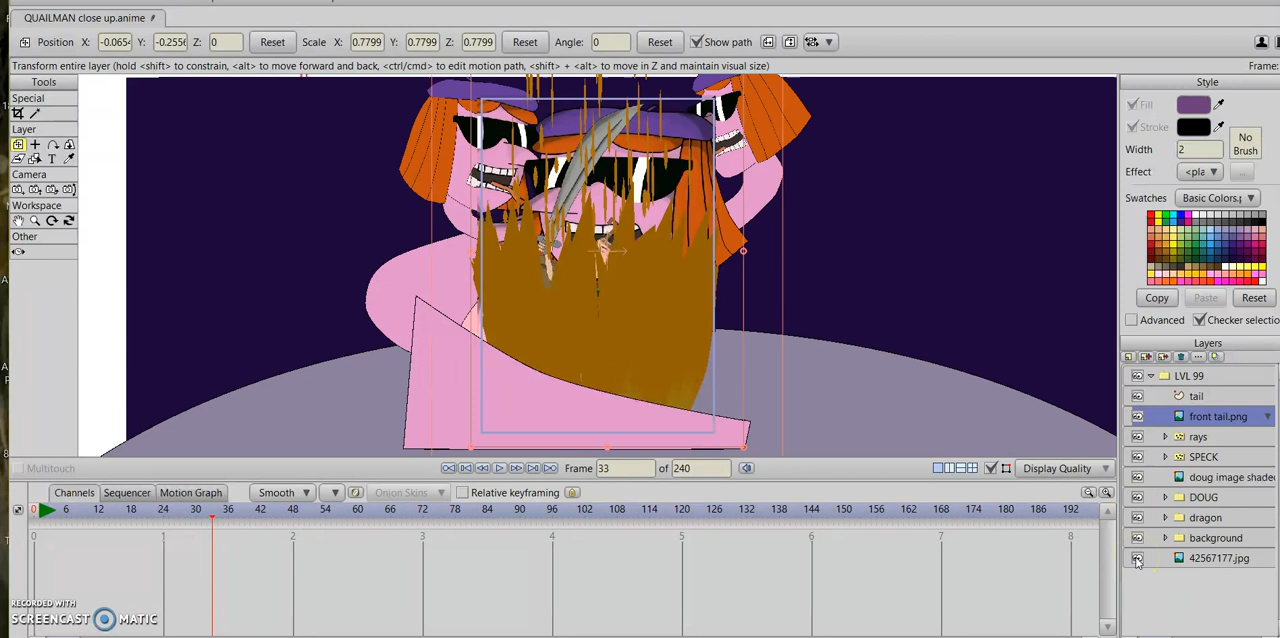 QUAILMAN close up.anime
Position X: -0.0654 Y: -0.2556 Z: 0 Reset Scale X: 0.7799 Y: 0.7799 Z: 0.7799 Reset Angle: 0 Reset Show path
Transform entire layer (hold <shift> to constrain, <alt> to move forward and back, <ctrl/cmd> to edit motion path, <shift> + <alt> to move in Z and maintain visual size) Frame:
Tools
Special
Layer
Camera
Workspace
Other
Style
Fill
Stroke
No
Brush
Width 2
Effect <pla ...
Swatches Basic Colors.p
Copy Paste Reset
Advanced Checker selectio
Layers
LVL 99
tail
front tail.png
rays
SPECK
doug image shade
DOUG
dragon
background
42567177.jpg
Multitouch Frame 33 of 240 Display Quality
Channels Sequencer Motion Graph Smooth Onion Skins Relative keyframing
0 6 12 18 24 30 36 42 48 54 60 66 72 78 84 90 96 102 108 114 120 126 132 138 144 150 156 162 168 174 180 186 192
0 1 2 3 4 5 6 7 8
RECORDED WITH
SCREENCAST MATIC